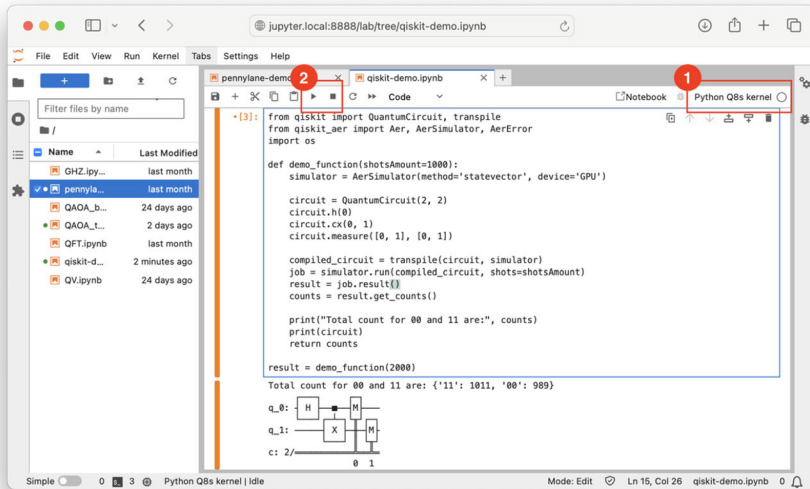 jupyter.local:8888/lab/tree/qiskit-demo.ipynb
1
File Edit View Run Kernel Tabs Settings Help
2
pennylane-demo
qiskit-demo.ipynb
Code
Notebook
Python Q8s kernel
Filter files by name
/
Name Last Modified
GHZ.ipy... last month
pennyla... last month
QAOA_b... 24 days ago
QAOA_t... 2 days ago
QFT.ipynb last month
qiskit-d... 2 minutes ago
QV.ipynb 24 days ago
[3]:
from qiskit import QuantumCircuit, transpile
from qiskit_aer import Aer, AerSimulator, AerError
import os
def demo_function(shotsAmount=1000):
simulator = AerSimulator(method='statevector', device='GPU')
circuit = QuantumCircuit(2, 2)
circuit.h(0)
circuit.cx(0, 1)
circuit.measure([0, 1], [0, 1])
compiled_circuit = transpile(circuit, simulator)
job = simulator.run(compiled_circuit, shots=shotsAmount)
result = job.result()
counts = result.get_counts()
print("Total count for 00 and 11 are:", counts)
print(circuit)
return counts
result = demo_function(2000)
Total count for 00 and 11 are: {'11': 1011, '00': 989}
q_0: H M
q_1: X M
c: 2/
0 1
Simple 0 3 Python Q8s kernel | Idle Mode: Edit Ln 15, Col 26 qiskit-demo.ipynb 0